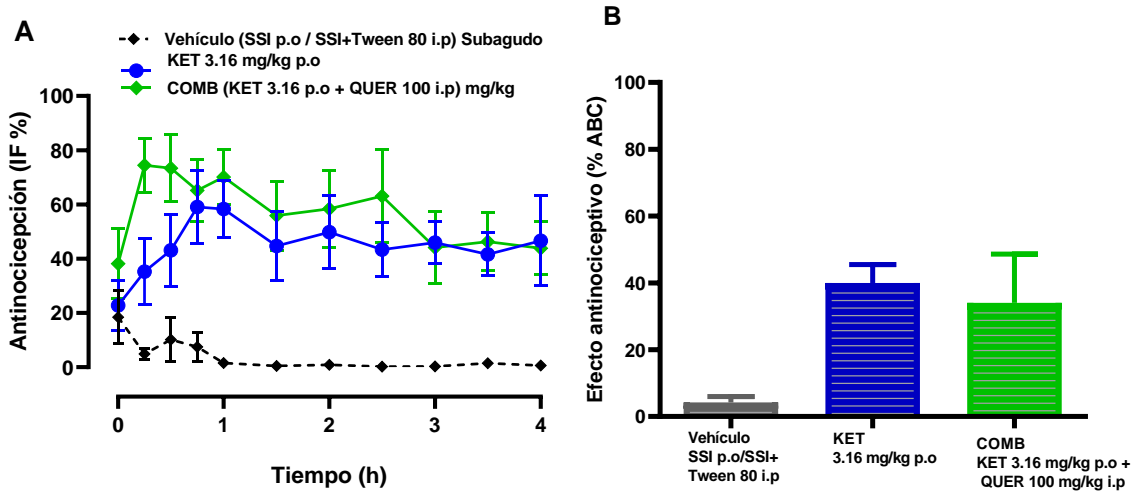 A
Vehículo (SSI p.o / SSI+Tween 80 i.p) Subagudo
KET 3.16 mg/kg p.o
COMB (KET 3.16 p.o + QUER 100 i.p) mg/kg
Antinocicepción (IF %)
100
80
60
40
20
0
0
1
2
3
4
Tiempo (h)
B
Efecto antinociceptivo (% ABC)
100
80
60
40
20
0
Vehículo
SSI p.o/SSI+
Tween 80 i.p
KET
3.16 mg/kg p.o
COMB
KET 3.16 mg/kg p.o +
QUER 100 mg/kg i.p